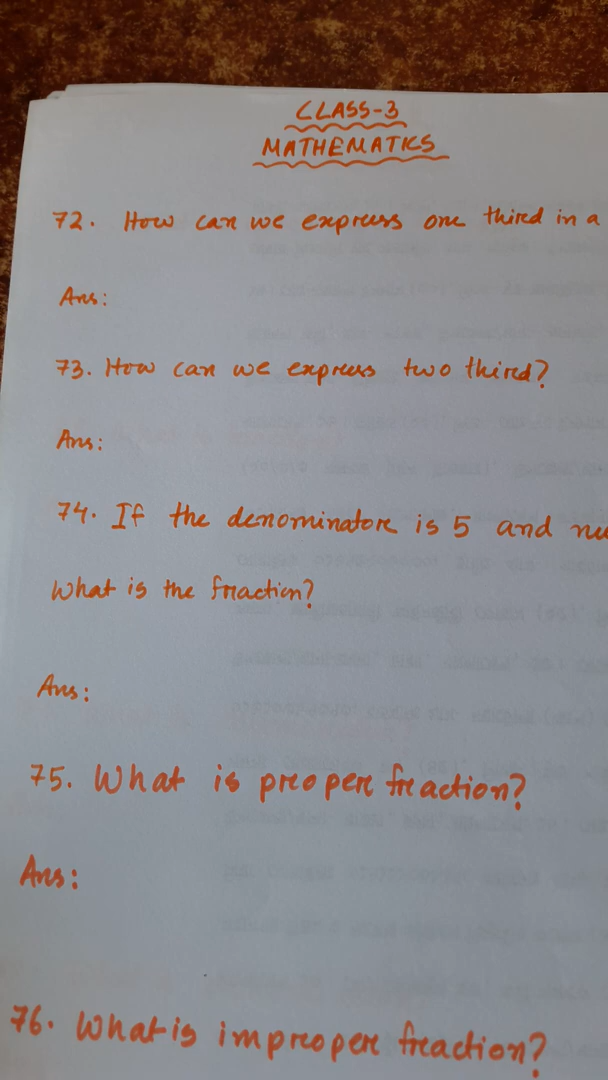 CLASS-3
MATHEMATICS
72. How can we express one third in a
Ans:
73. How can we express two third?
Ans:
74. If the denominator is 5 and nu
What is the fraction?
Ans:
75. What is proper fraction?
Ans:
76. What is improper fraction?